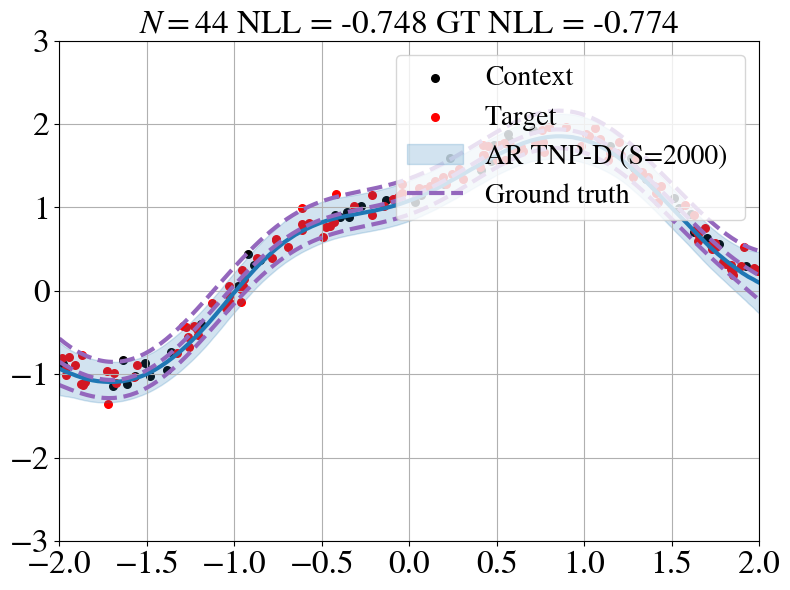 N = 44 NLL = -0.748 GT NLL = -0.774
Context
Target
AR TNP-D (S=2000)
Ground truth
3
2
1
0
−1
−2
−3
−2.0 −1.5 −1.0 −0.5 0.0 0.5 1.0 1.5 2.0